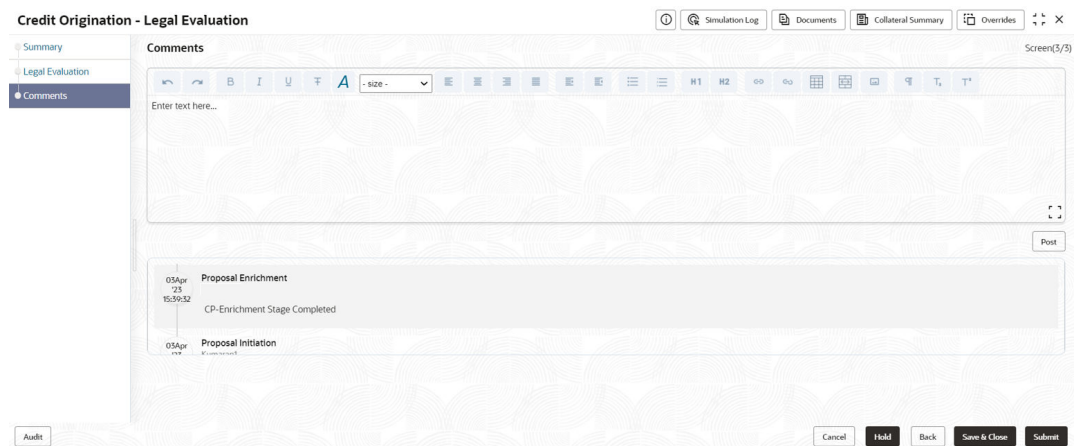 Credit Origination - Legal Evaluation
Simulation Log
Documents
Collateral Summary
Overrides
Summary
Legal Evaluation
Comments
Comments
Screen(3/3)
B I U T A - size - H1 H2 T
Enter text here...
Post
03Apr
'23
15:39:32
Proposal Enrichment
CP-Enrichment Stage Completed
03Apr
'23
Proposal Initiation
Audit
Cancel
Hold
Back
Save & Close
Submit